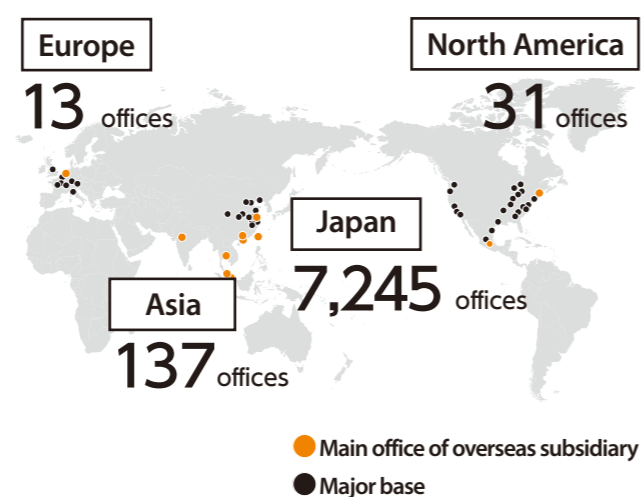 Europe
13 offices
North America
31 offices
Japan
7,245 offices
Asia
137 offices
Main office of overseas subsidiary
Major base